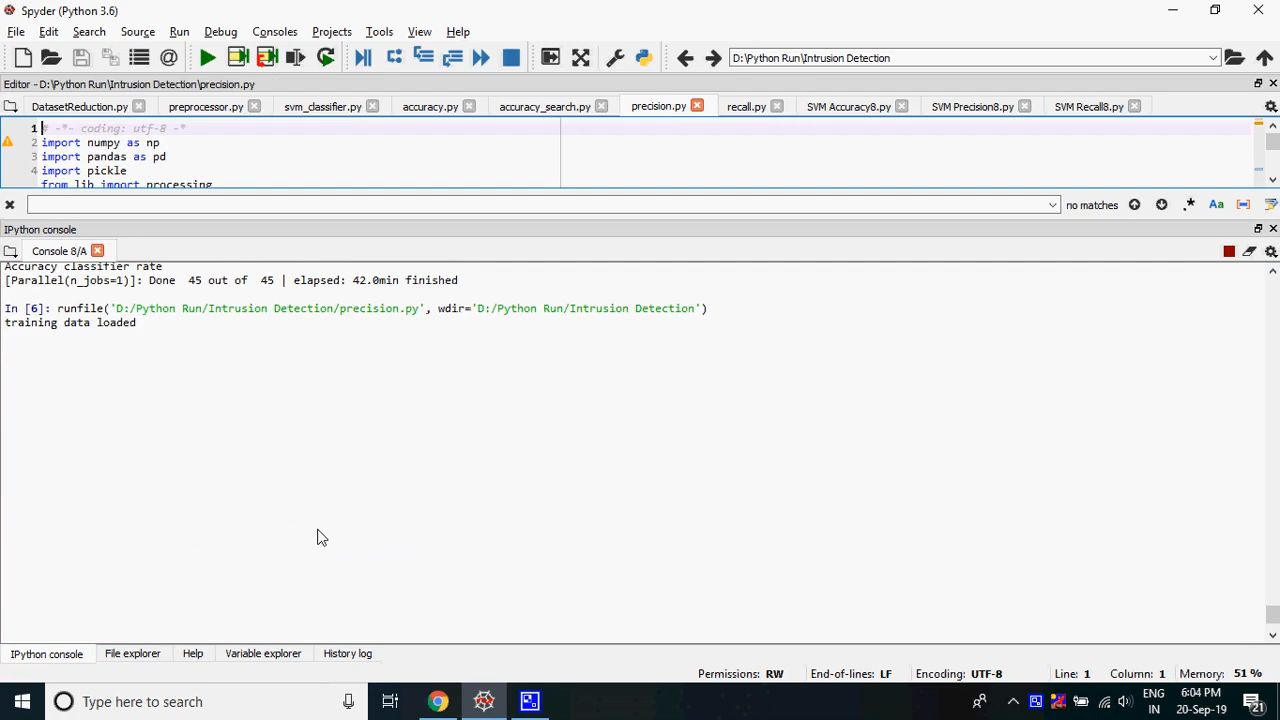 Spyder (Python 3.6)
File Edit Search Source Run Debug Consoles Projects Tools View Help
D:\Python Run\Intrusion Detection
Editor - D:\Python Run\Intrusion Detection\precision.py
DatasetReduction.py preprocessor.py svm_classifier.py accuracy.py accuracy_search.py precision.py recall.py SVM Accuracy8.py SVM Precision8.py SVM Recall8.py
1 # -*- coding: utf-8 -*
2 import numpy as np
3 import pandas as pd
4 import pickle
from lib import processing
no matches .* Aa
IPython console
Console 8/A
Accuracy classifier rate
[Parallel(n_jobs=1)]: Done 45 out of 45 | elapsed: 42.0min finished
In [6]: runfile('D:/Python Run/Intrusion Detection/precision.py', wdir='D:/Python Run/Intrusion Detection')
training data loaded
IPython console File explorer Help Variable explorer History log
Permissions: RW End-of-lines: LF Encoding: UTF-8 Line: 1 Column: 1 Memory: 51 %
Type here to search
ENG
IN
6:04 PM
20-Sep-19
21